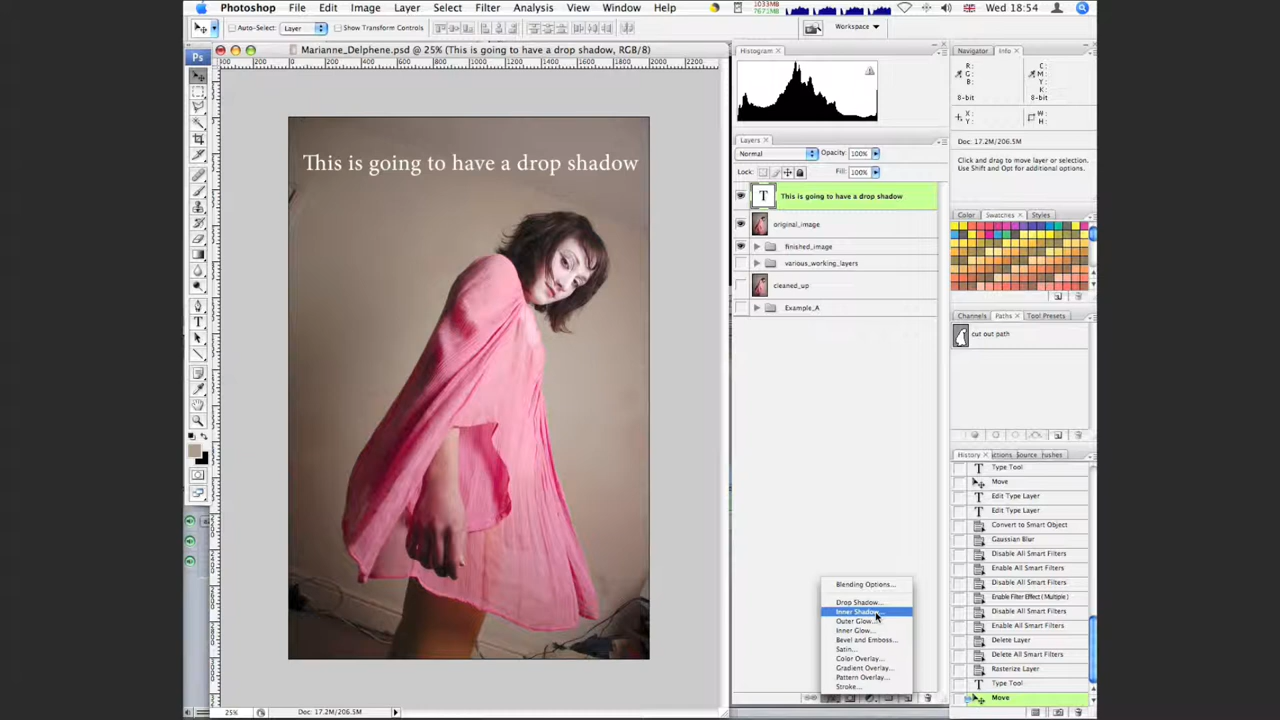 Photoshop File Edit Image Layer Select Filter Analysis View Window Help
1033MB
7671MB
Wed 18:54
Auto-Select: Layer Show Transform Controls
Workspace
Marianne_Delphene.psd @ 25% (This is going to have a drop shadow, RGB/8)
Ps
This is going to have a drop shadow
25% Doc: 17.2M/206.5M
Histogram
Layers
Normal Opacity: 100%
Lock: Fill: 100%
T This is going to have a drop shadow
original_image
finished_image
various_working_layers
cleaned_up
Example_A
Blending Options...
Drop Shadow...
Inner Shadow...
Outer Glow...
Inner Glow...
Bevel and Emboss...
Satin...
Color Overlay...
Gradient Overlay...
Pattern Overlay...
Stroke...
Navigator Info
R: C:
G: M:
B: Y:
K:
8-bit 8-bit
X: W:
Y: H:
Doc: 17.2M/206.5M
Click and drag to move layer or selection.
Use Shift and Opt for additional options.
Color Swatches Styles
Channels Paths Tool Presets
cut out path
History ctions Source rushes
Type Tool
Move
Edit Type Layer
Edit Type Layer
Convert to Smart Object
Gaussian Blur
Disable All Smart Filters
Enable All Smart Filters
Disable All Smart Filters
Enable Filter Effect (Multiple)
Disable All Smart Filters
Enable All Smart Filters
Delete Layer
Delete All Smart Filters
Rasterize Layer
Type Tool
Move